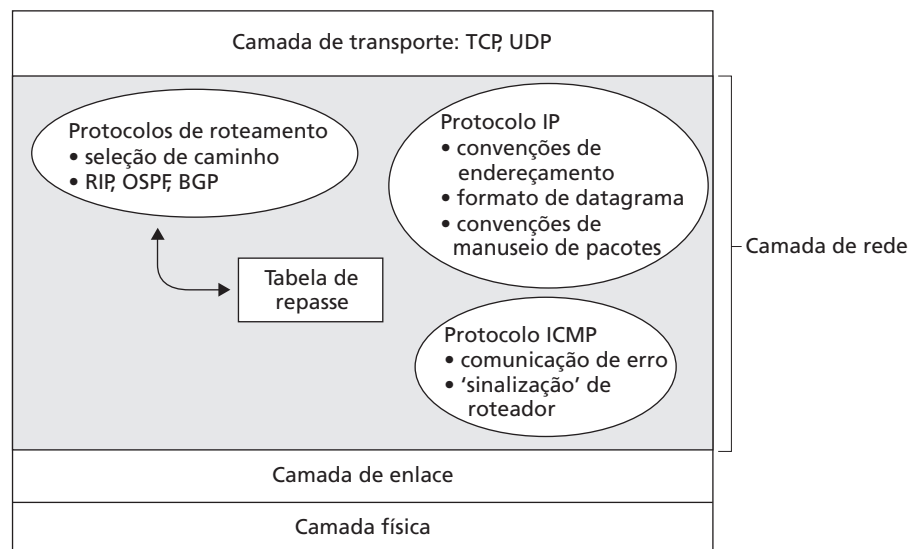 Camada de transporte: TCP, UDP
Protocolos de roteamento
• seleção de caminho
• RIP, OSPF, BGP
Tabela de
repasse
Protocolo IP
• convenções de
endereçamento
• formato de datagrama
• convenções de
manuseio de pacotes
Protocolo ICMP
• comunicação de erro
• ‘sinalização’ de
roteador
Camada de rede
Camada de enlace
Camada física